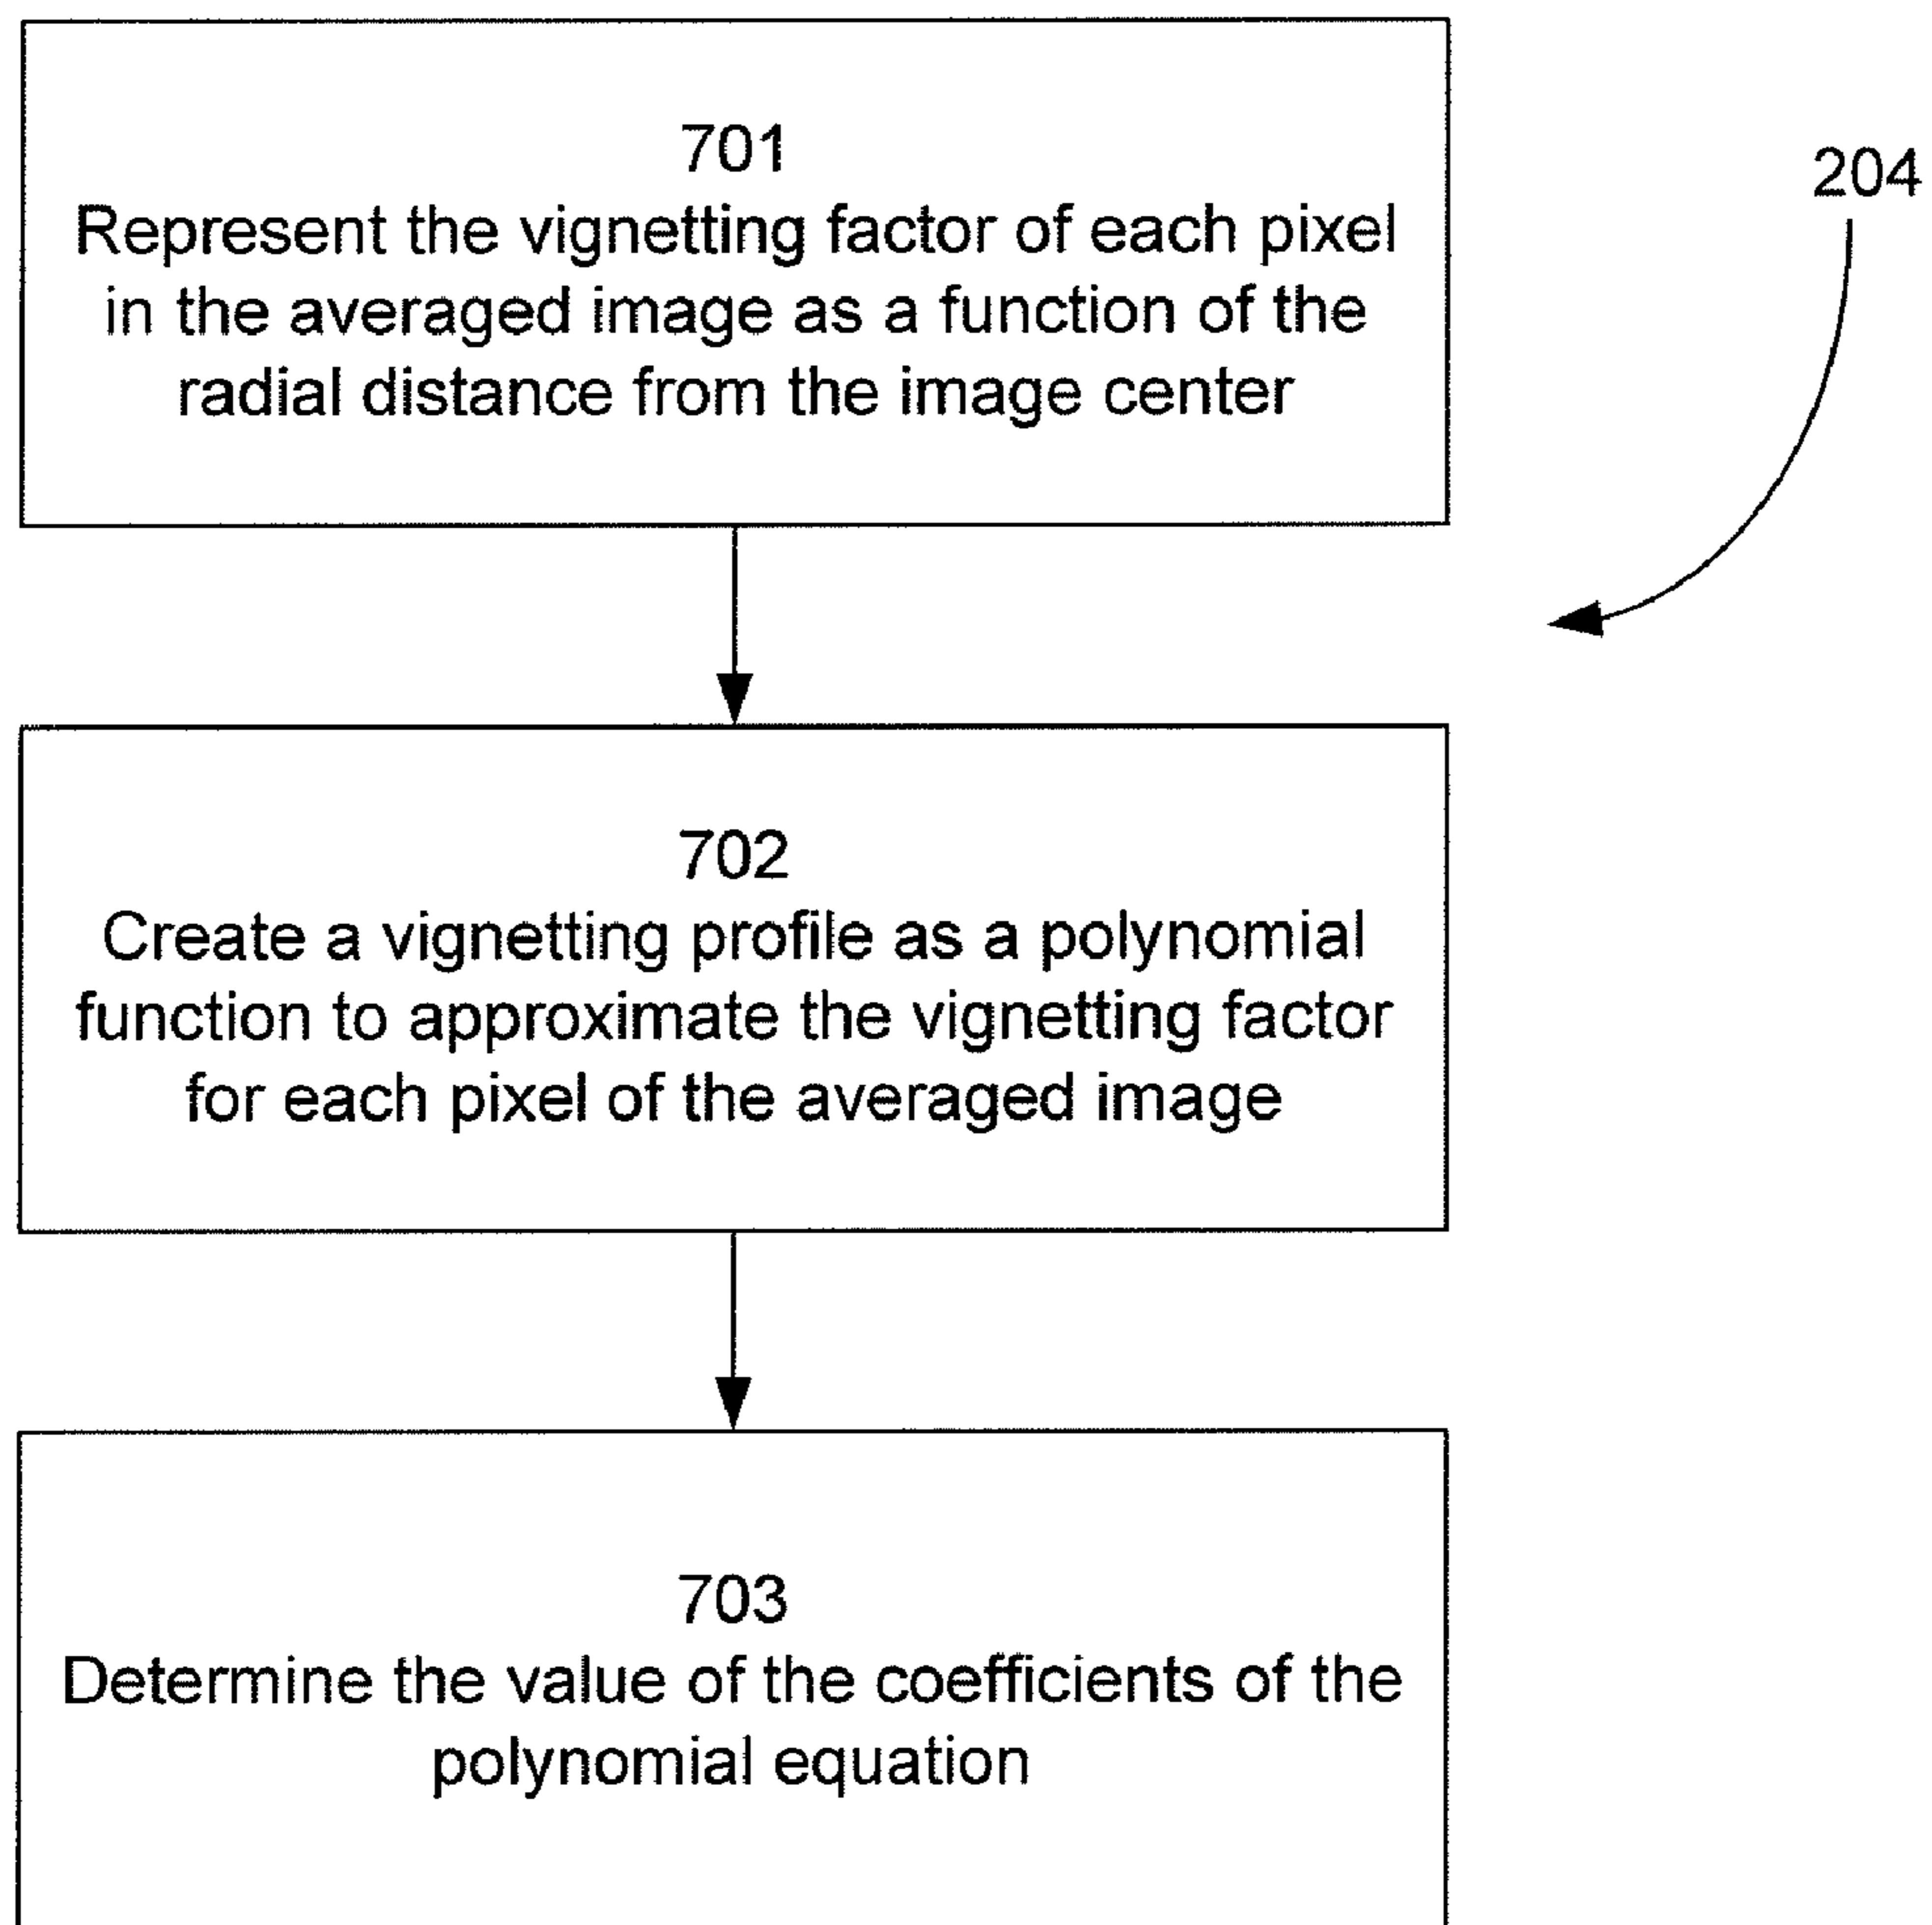 701
Represent the vignetting factor of each pixel
in the averaged image as a function of the
radial distance from the image center
204
702
Create a vignetting profile as a polynomial
function to approximate the vignetting factor
for each pixel of the averaged image
703
Determine the value of the coefficients of the
polynomial equation